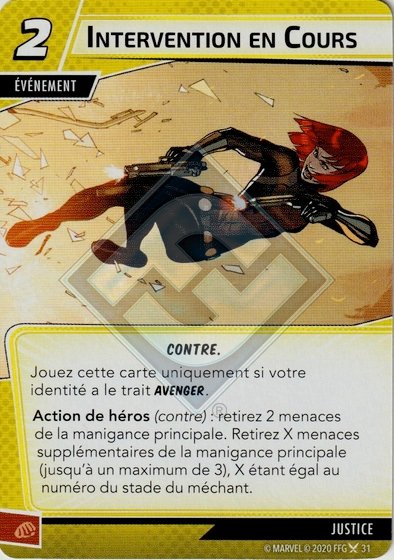 2
INTERVENTION EN COURS
ÉVÉNEMENT
CONTRE.
Jouez cette carte uniquement si votre
identité a le trait AVENGER.
Action de héros (contre) : retirez 2 menaces
de la manigance principale. Retirez X menaces
supplémentaires de la manigance principale
(jusqu'à un maximum de 3), X étant égal au
numéro du stade du méchant.
®
© MARVEL © 2020 FFG 31
JUSTICE